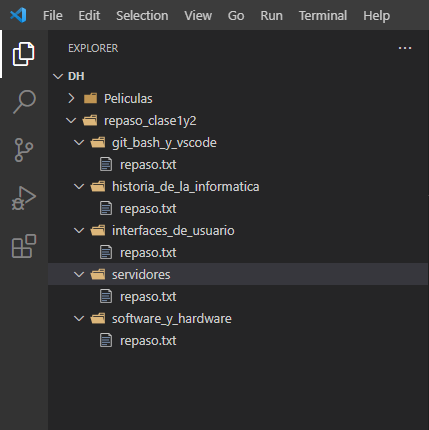 File Edit Selection View Go Run Terminal Help
EXPLORER
DH
Peliculas
repaso_clase1y2
git_bash_y_vscode
repaso.txt
historia_de_la_informatica
repaso.txt
interfaces_de_usuario
repaso.txt
servidores
repaso.txt
software_y_hardware
repaso.txt